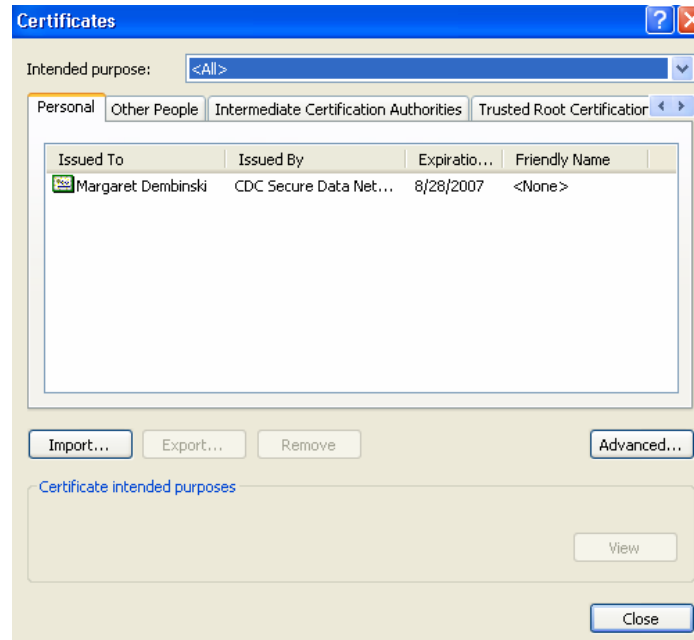 Certificates
Intended purpose: <All>
Personal Other People Intermediate Certification Authorities Trusted Root Certification
Issued To Issued By Expiratio... Friendly Name
Margaret Dembinski CDC Secure Data Net... 8/28/2007 <None>
Import... Export... Remove Advanced...
Certificate intended purposes
View
Close